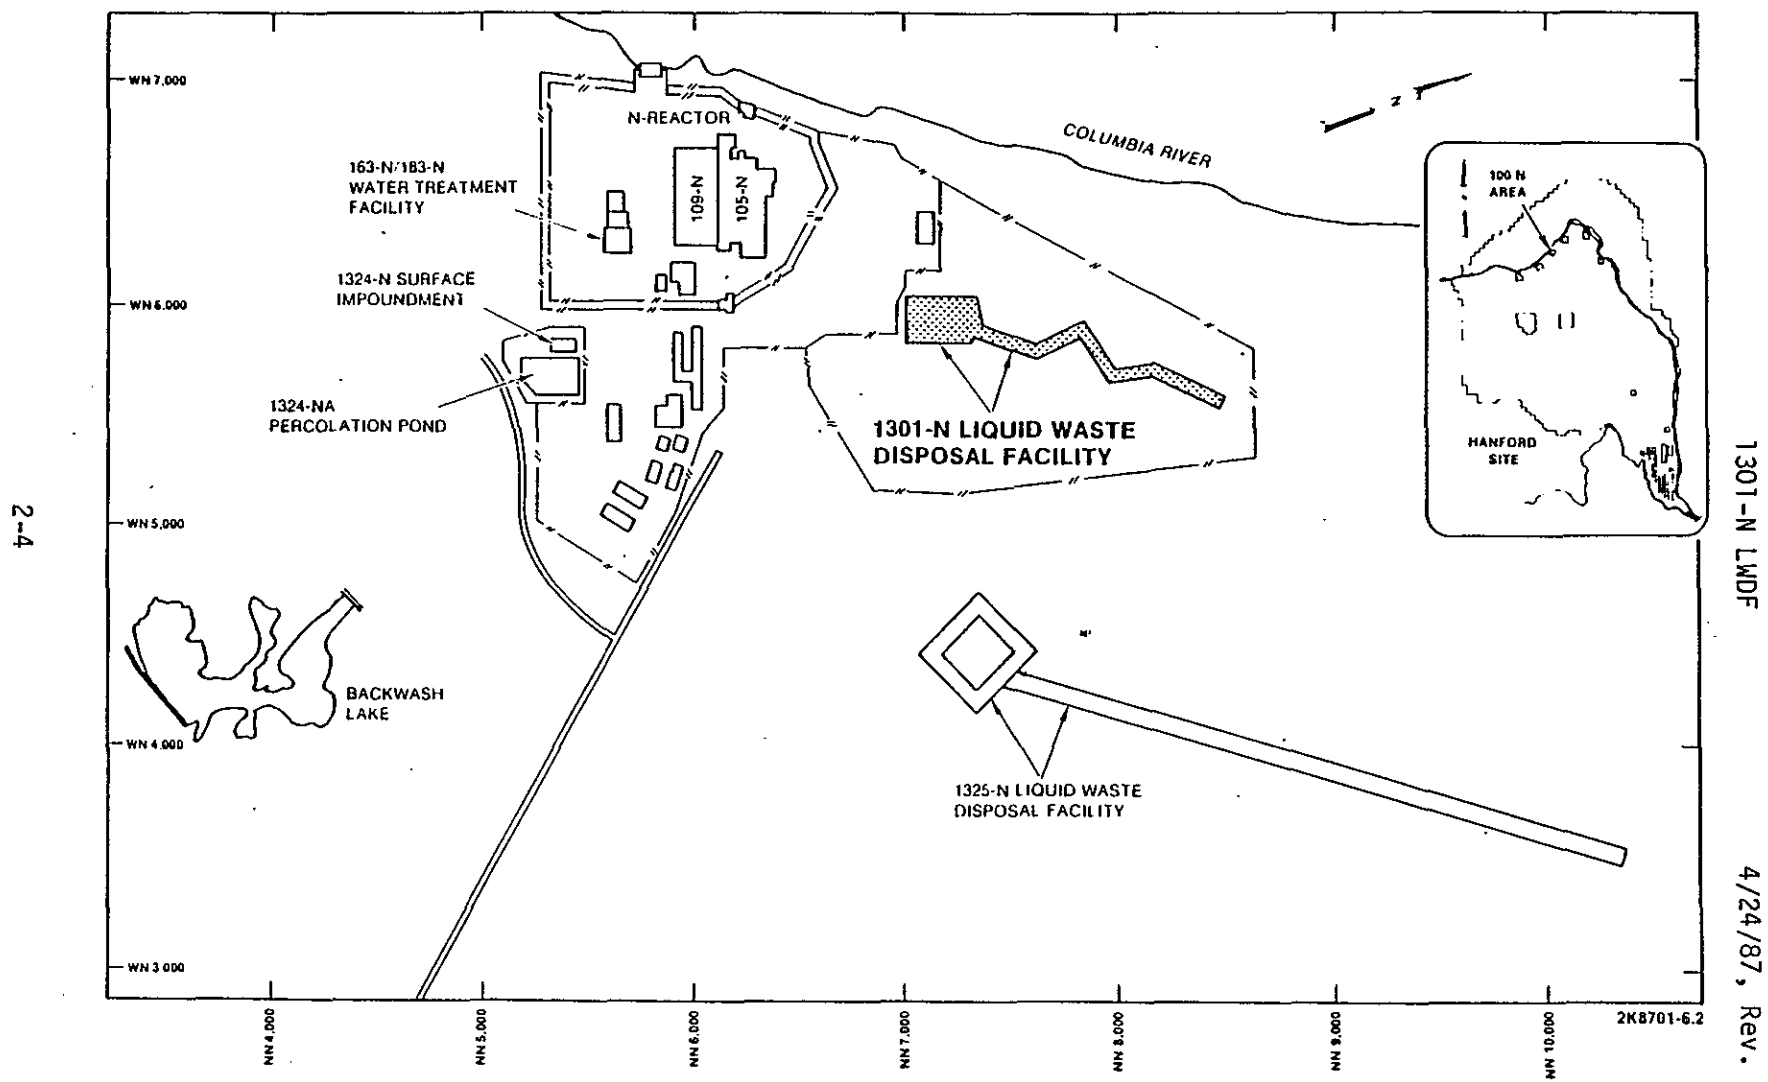 WN 7,000
N-REACTOR
COLUMBIA RIVER
N
163-N/183-N
WATER TREATMENT
FACILITY
109-N
105-N
100 N
AREA
1324-N SURFACE
IMPOUNDMENT
WN 6,000
1324-NA
PERCOLATION POND
1301-N LIQUID WASTE
DISPOSAL FACILITY
HANFORD
SITE
WN 5,000
BACKWASH
LAKE
WN 4,000
1325-N LIQUID WASTE
DISPOSAL FACILITY
WN 3 000
NN 4,000
NN 5,000
NN 6,000
NN 7,000
NN 8,000
NN 9,000
NN 10,000
2K8701-6.2
2-4
1301-N LWDF
4/24/87, Rev.